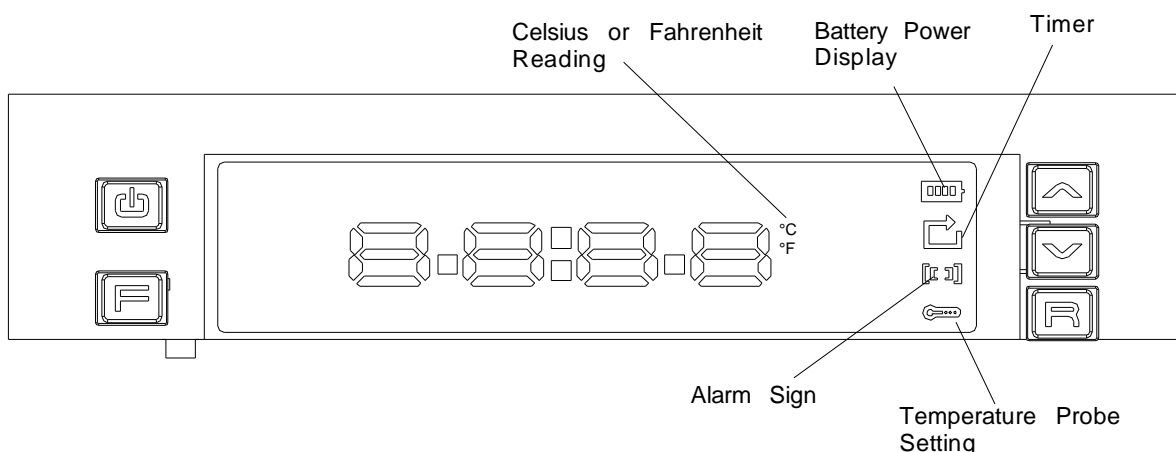 Celsius or Fahrenheit
Reading
Battery Power
Display
Timer
°C
°F
F
R
Alarm Sign
Temperature Probe
Setting